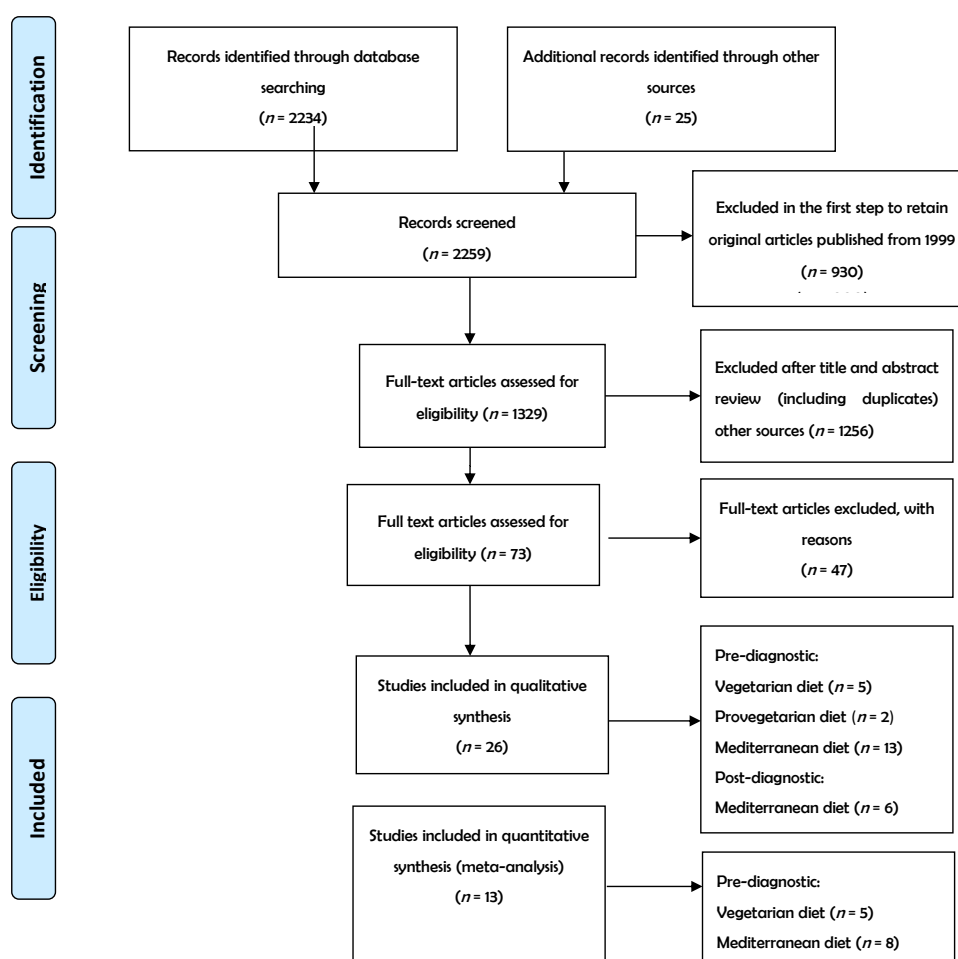 Identification
Records identified through database
searching
(n = 2234)
Additional records identified through other
sources
(n = 25)
Records screened
(n = 2259)
Excluded in the first step to retain
original articles published from 1999
(n = 930)
Screening
Full-text articles assessed for
eligibility (n = 1329)
Excluded after title and abstract
review (including duplicates)
other sources (n = 1256)
Eligibility
Full text articles assessed for
eligibility (n = 73)
Full-text articles excluded, with
reasons
(n = 47)
Studies included in qualitative
synthesis
(n = 26)
Pre-diagnostic:
Vegetarian diet (n = 5)
Provegetarian diet (n = 2)
Mediterranean diet (n = 13)
Post-diagnostic:
Mediterranean diet (n = 6)
Included
Studies included in quantitative
synthesis (meta-analysis)
(n = 13)
Pre-diagnostic:
Vegetarian diet (n = 5)
Mediterranean diet (n = 8)